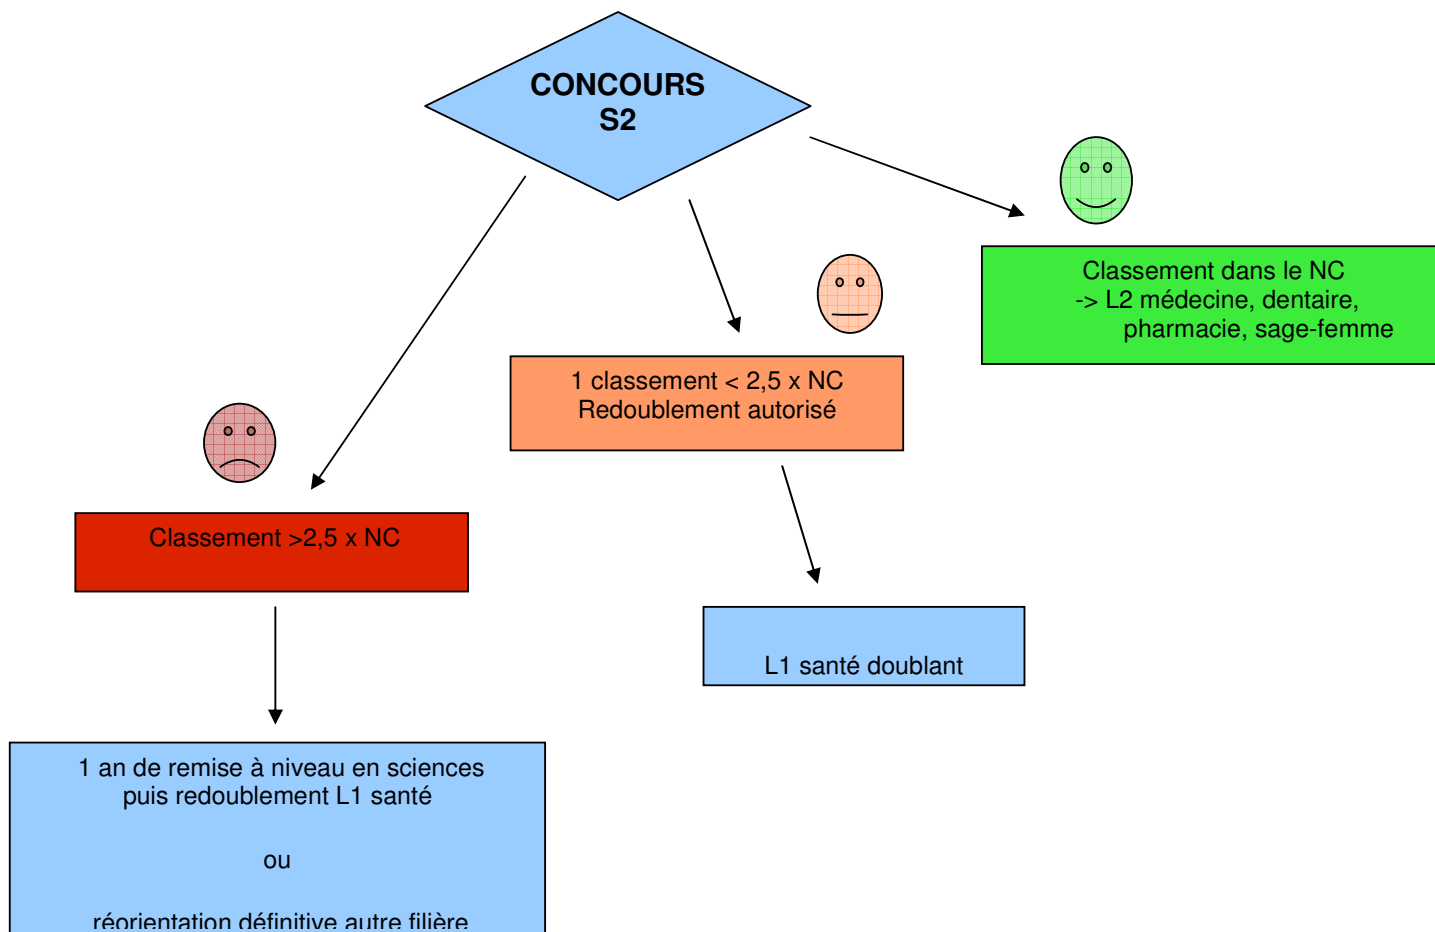 CONCOURS
S2
Classement dans le NC
-> L2 médecine, dentaire,
pharmacie, sage-femme
1 classement < 2,5 x NC
Redoublement autorisé
Classement >2,5 x NC
L1 santé doublant
1 an de remise à niveau en sciences
puis redoublement L1 santé
ou
réorientation définitive autre filière